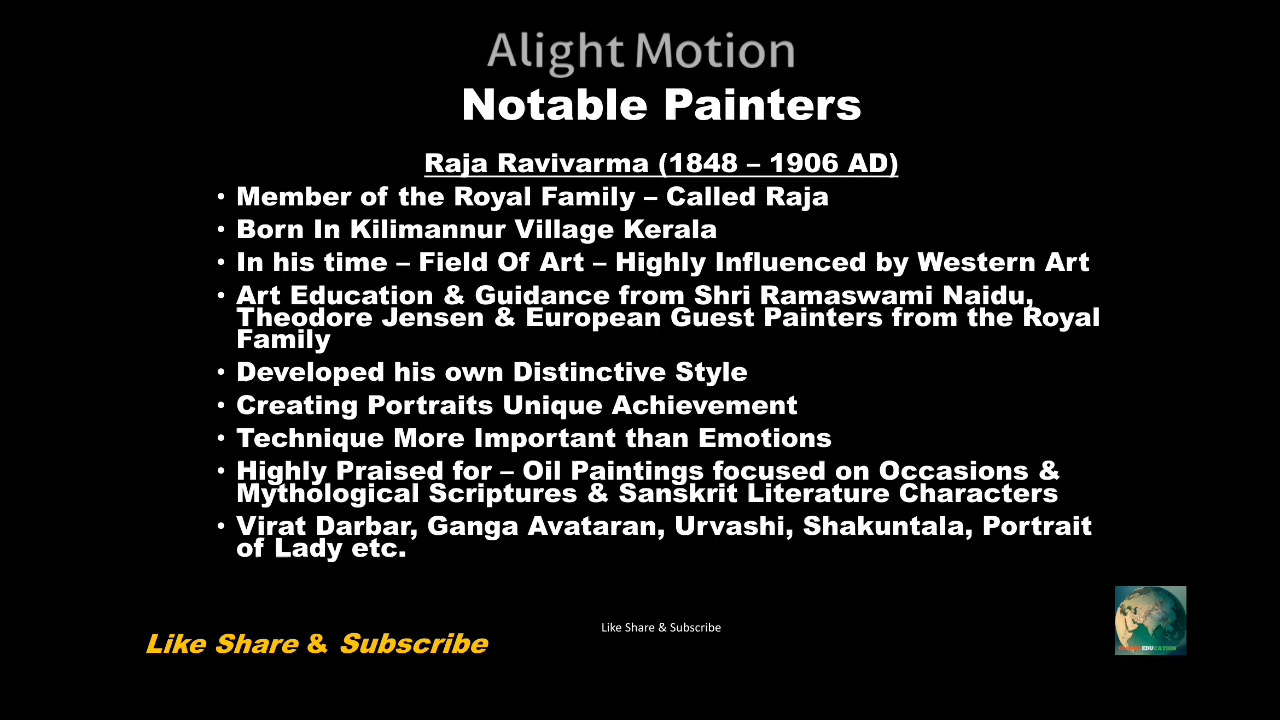 Alight Motion
Notable Painters
Raja Ravivarma (1848 – 1906 AD)
• Member of the Royal Family – Called Raja
• Born In Kilimannur Village Kerala
• In his time – Field Of Art – Highly Influenced by Western Art
• Art Education & Guidance from Shri Ramaswami Naidu,
Theodore Jensen & European Guest Painters from the Royal
Family
• Developed his own Distinctive Style
• Creating Portraits Unique Achievement
• Technique More Important than Emotions
• Highly Praised for – Oil Paintings focused on Occasions &
Mythological Scriptures & Sanskrit Literature Characters
• Virat Darbar, Ganga Avataran, Urvashi, Shakuntala, Portrait
of Lady etc.
Like Share & Subscribe
Like Share & Subscribe
EDUCATION